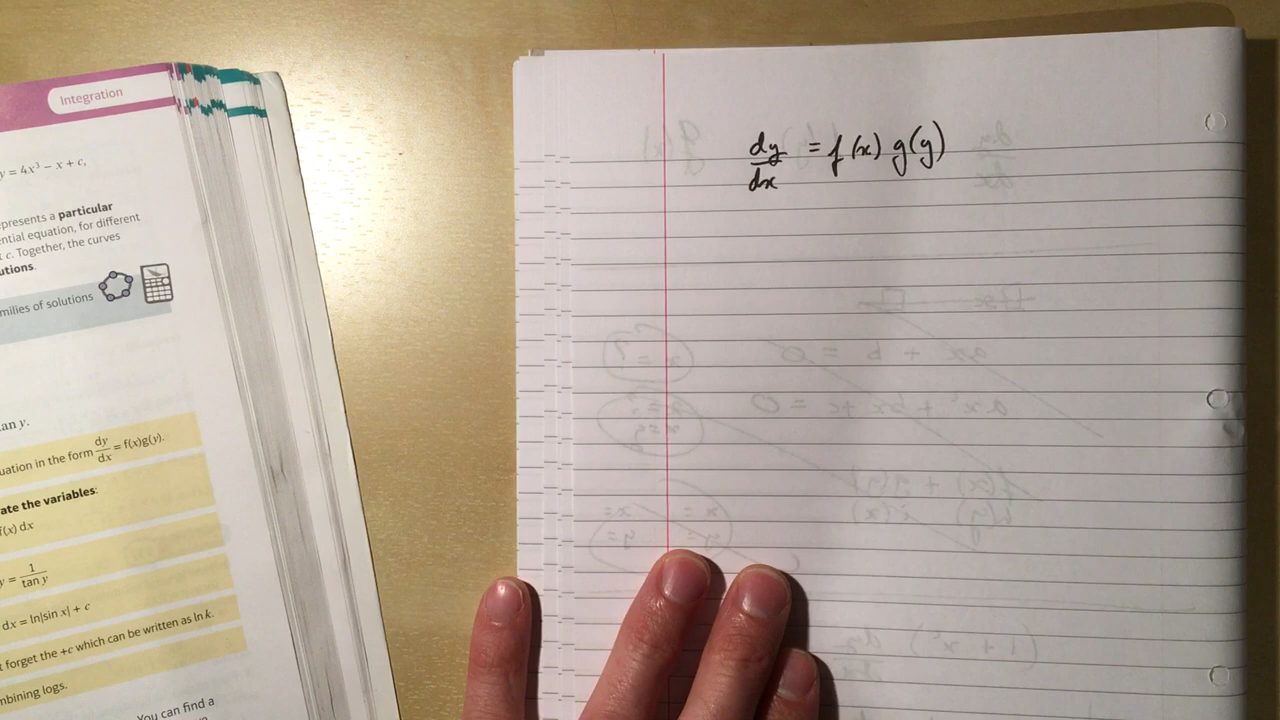 Integration
y = 4x³ − x + c,
represents a particular
ential equation, for different
c. Together, the curves
utions.
milies of solutions
an y.
uation in the form dy/dx = f(x)g(y).
ate the variables:
f(x) dx
y = 1/tan y
dx = ln|sin x| + c
t forget the +c which can be written as ln k.
mbining logs.
You can find a
dy/dx = f(x) g(y)